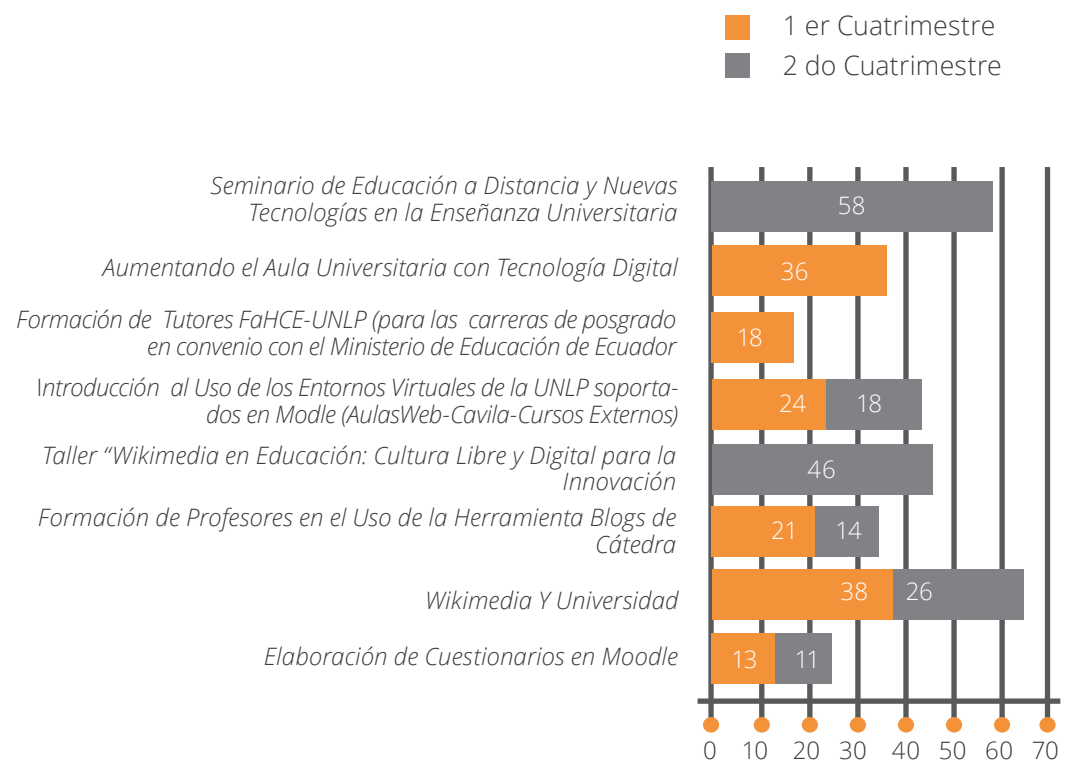 1 er Cuatrimestre
2 do Cuatrimestre
Seminario de Educación a Distancia y Nuevas
Tecnologías en la Enseñanza Universitaria
58
Aumentando el Aula Universitaria con Tecnología Digital
36
Formación de Tutores FaHCE-UNLP (para las carreras de posgrado
en convenio con el Ministerio de Educación de Ecuador
18
Introducción al Uso de los Entornos Virtuales de la UNLP soporta-
dos en Modle (AulasWeb-Cavila-Cursos Externos)
24 18
Taller “Wikimedia en Educación: Cultura Libre y Digital para la
Innovación
46
Formación de Profesores en el Uso de la Herramienta Blogs de
Cátedra
21 14
Wikimedia Y Universidad
38 26
Elaboración de Cuestionarios en Moodle
13 11
0 10 20 30 40 50 60 70